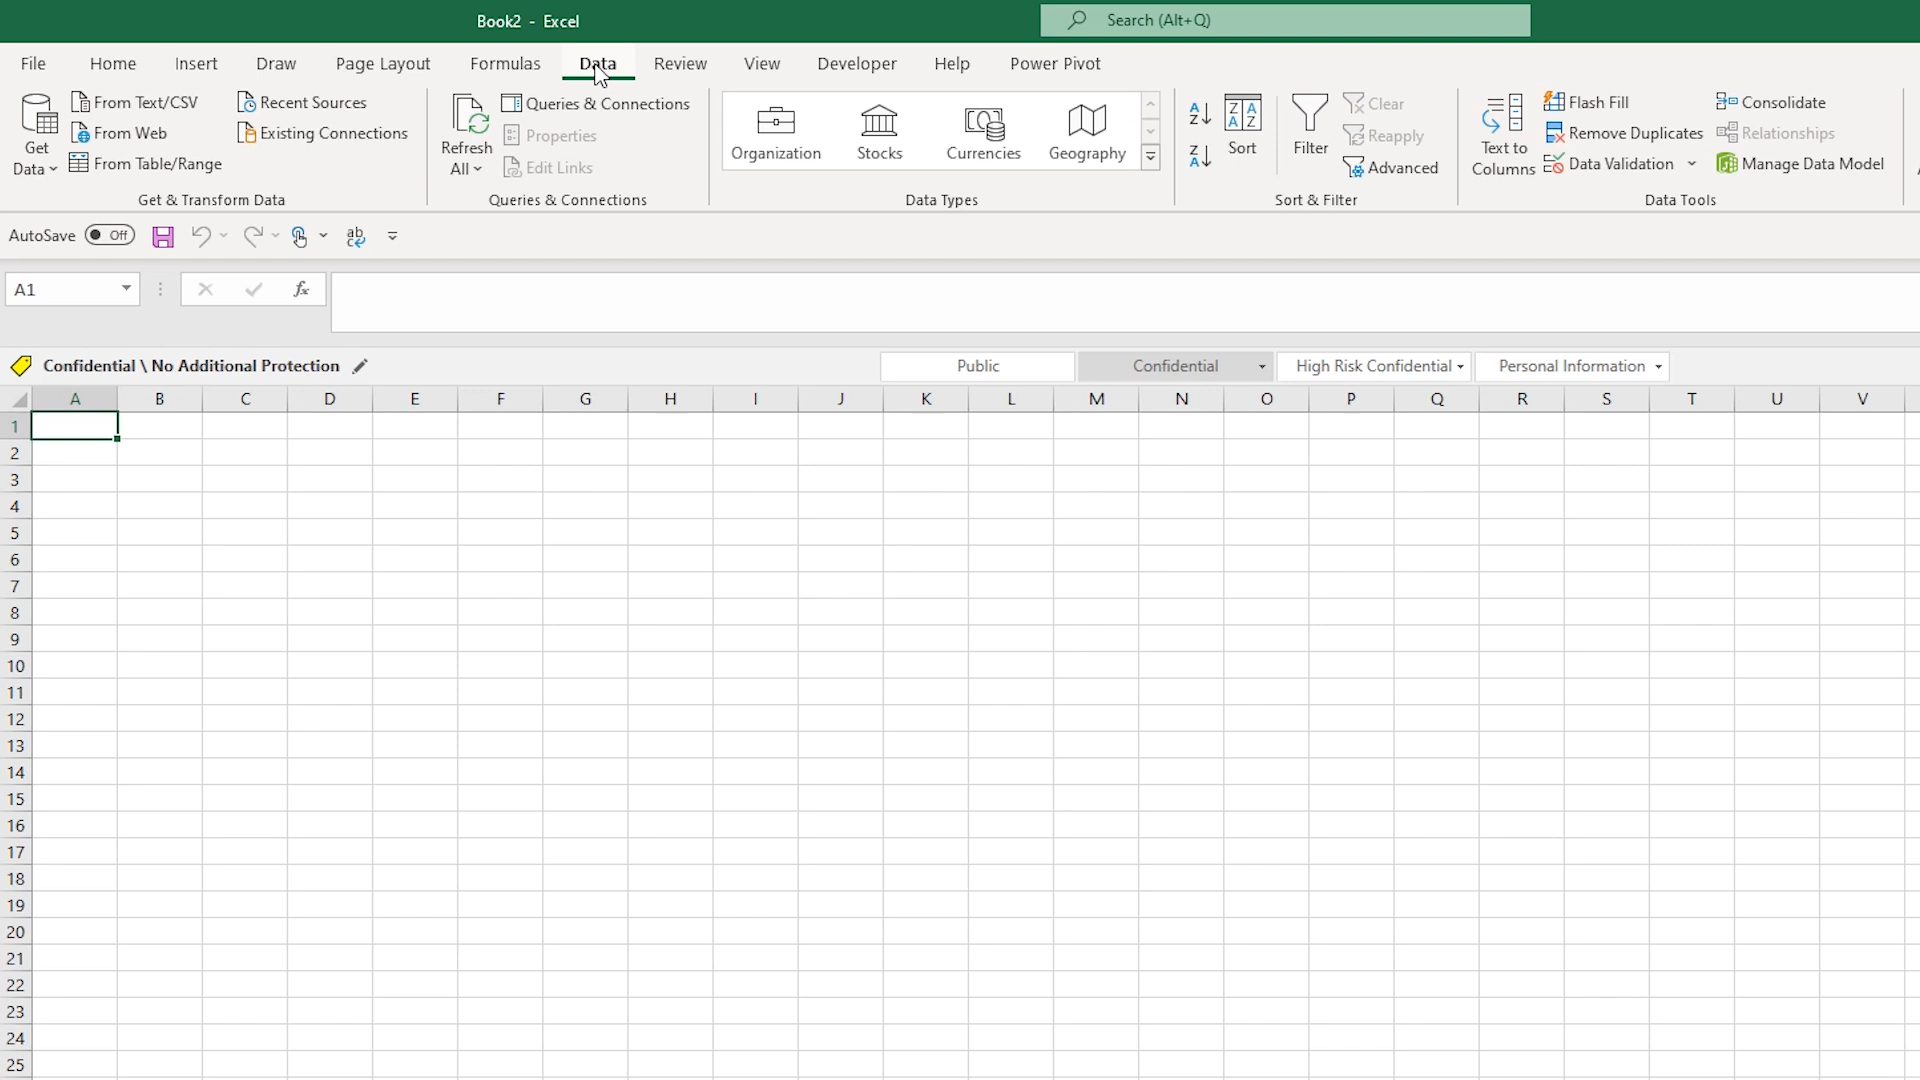 Book2 - Excel
Search (Alt+Q)
File Home Insert Draw Page Layout Formulas Data Review View Developer Help Power Pivot
Get Data
From Text/CSV
From Web
From Table/Range
Recent Sources
Existing Connections
Get & Transform Data
Refresh All
Queries & Connections
Properties
Edit Links
Queries & Connections
Organization Stocks Currencies Geography
Data Types
Sort
Filter
Clear
Reapply
Advanced
Sort & Filter
Text to Columns
Flash Fill
Remove Duplicates
Data Validation
Consolidate
Relationships
Manage Data Model
Data Tools
AutoSave Off
A1
fx
Confidential \ No Additional Protection
Public Confidential High Risk Confidential Personal Information
A B C D E F G H I J K L M N O P Q R S T U V
1
2
3
4
5
6
7
8
9
10
11
12
13
14
15
16
17
18
19
20
21
22
23
24
25